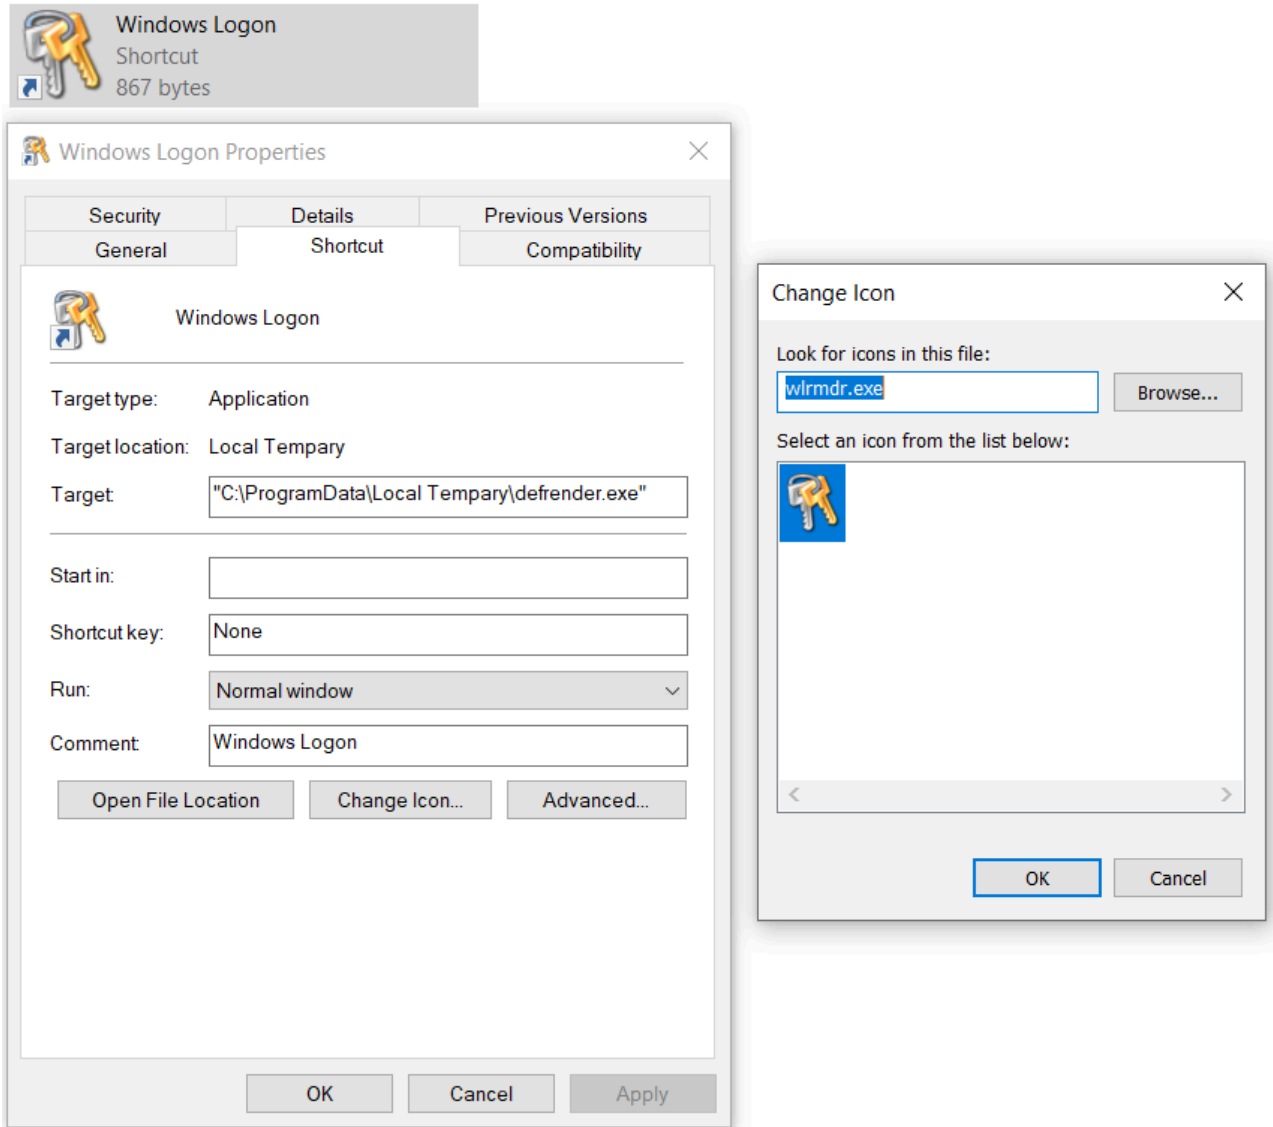 Windows Logon
Shortcut
867 bytes
Windows Logon Properties
Security Details Previous Versions
General Shortcut Compatibility
Windows Logon
Target type: Application
Target location: Local Tempary
Target: "C:\ProgramData\Local Tempary\defrender.exe"
Start in:
Shortcut key: None
Run: Normal window
Comment: Windows Logon
Open File Location Change Icon... Advanced...
OK Cancel Apply
Change Icon
Look for icons in this file:
wlrmdr.exe Browse...
Select an icon from the list below:
OK Cancel